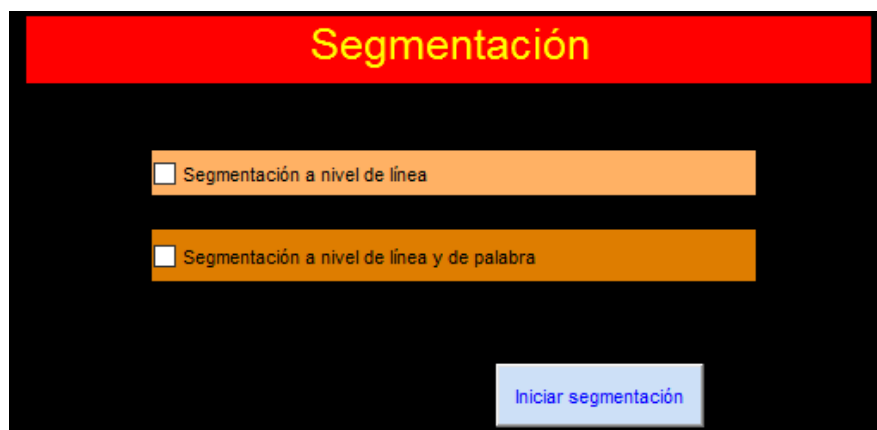 Segmentación
Segmentación a nivel de línea
Segmentación a nivel de línea y de palabra
Iniciar segmentación